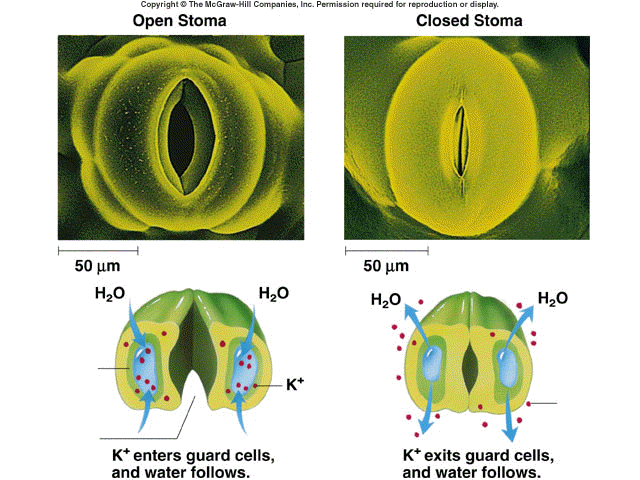 Copyright © The McGraw-Hill Companies, Inc. Permission required for reproduction or display.
Open Stoma
Closed Stoma
50 μm
50 μm
H₂O
H₂O
K⁺
K⁺ enters guard cells,
and water follows.
H₂O
H₂O
K⁺ exits guard cells,
and water follows.